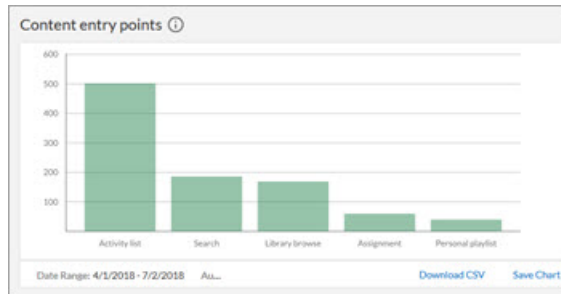 Content entry points
600
500
400
300
200
100
Activity list Search Library browse Assignment Personal playlist
Date Range: 4/1/2018 - 7/2/2018 Au... Download CSV Save Chart